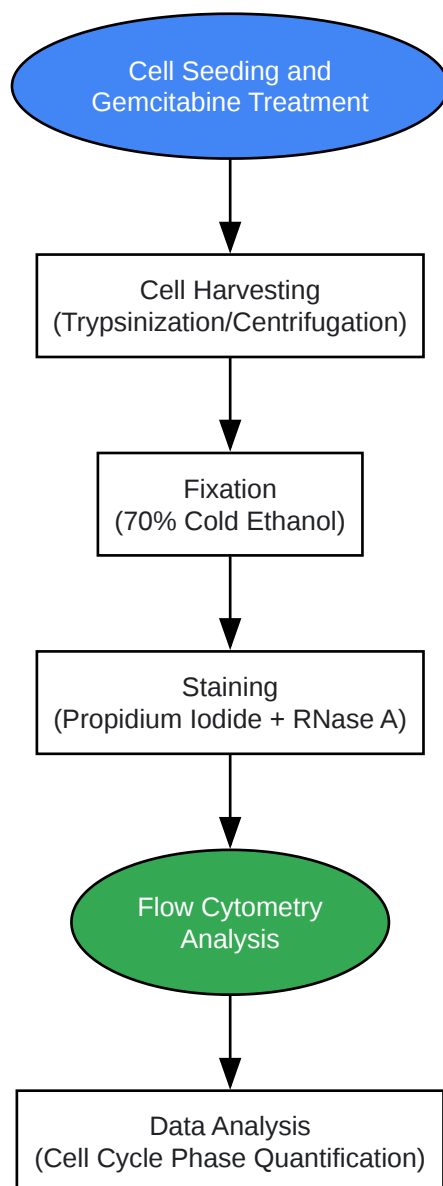 Cell Seeding and
Gemcitabine Treatment
Cell Harvesting
(Trypsinization/Centrifugation)
Fixation
(70% Cold Ethanol)
Staining
(Propidium Iodide + RNase A)
Flow Cytometry
Analysis
Data Analysis
(Cell Cycle Phase Quantification)